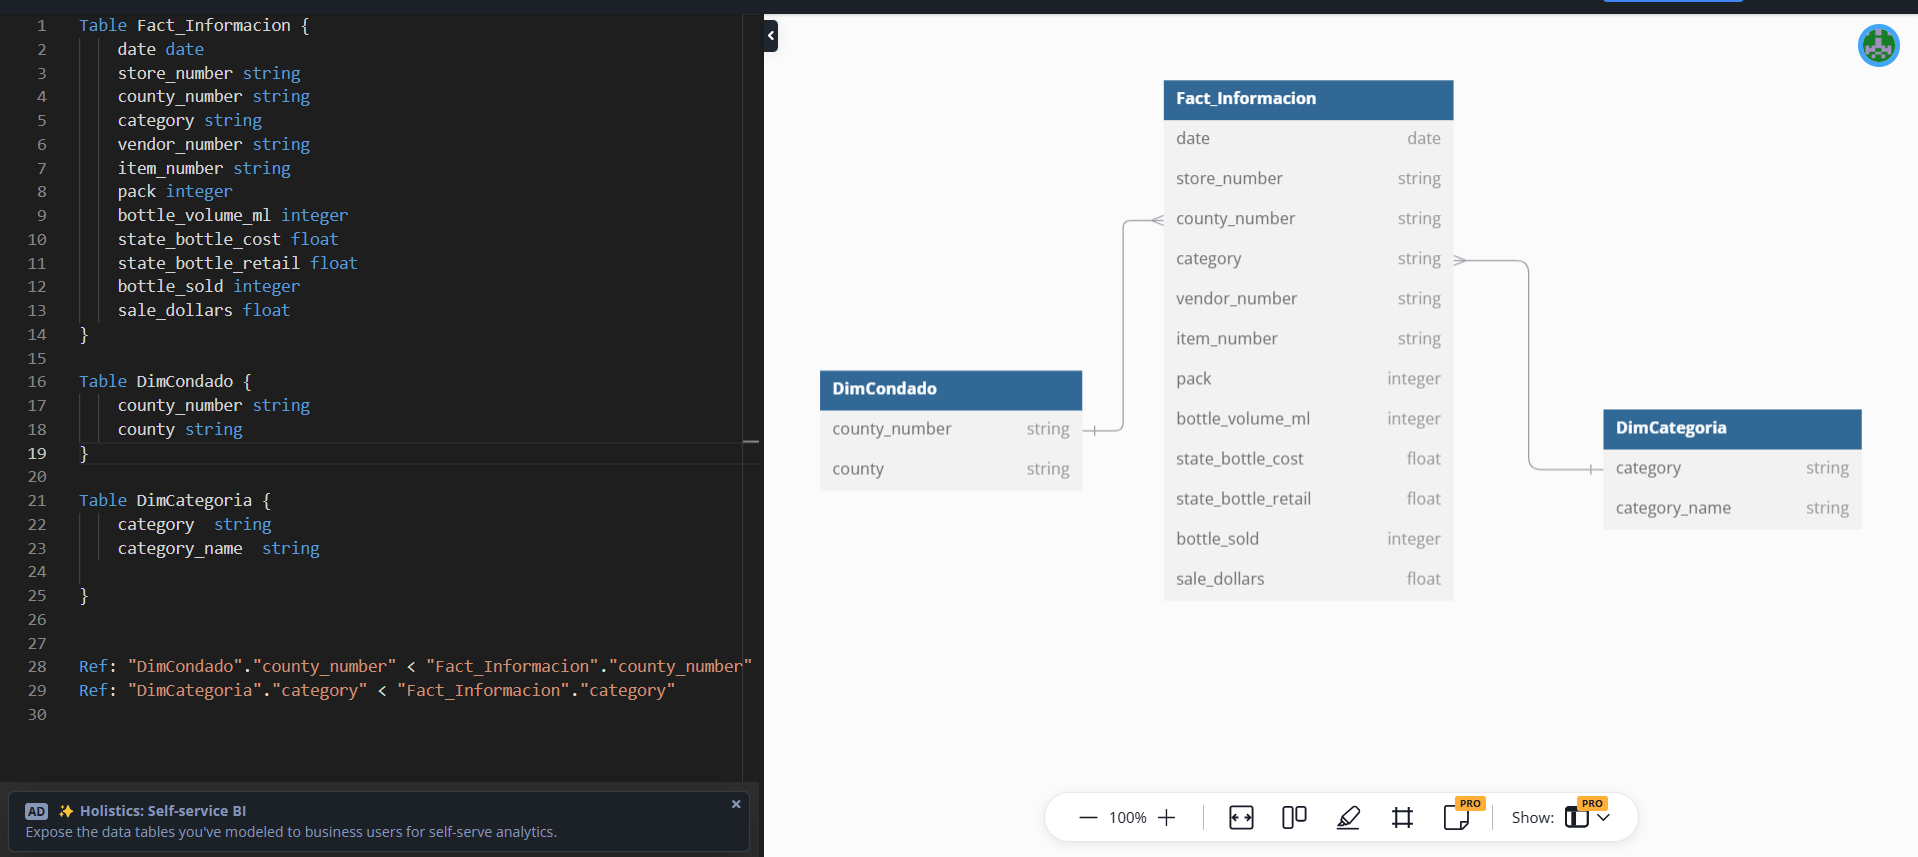 1 Table Fact_Informacion {
2 date date
3 store_number string
4 county_number string
5 category string
6 vendor_number string
7 item_number string
8 pack integer
9 bottle_volume_ml integer
10 state_bottle_cost float
11 state_bottle_retail float
12 bottle_sold integer
13 sale_dollars float
14 }
15
16 Table DimCondado {
17 county_number string
18 county string
19 }
20
21 Table DimCategoria {
22 category string
23 category_name string
24
25 }
26
27
28 Ref: "DimCondado"."county_number" < "Fact_Informacion"."county_number"
29 Ref: "DimCategoria"."category" < "Fact_Informacion"."category"
30
AD ✨ Holistics: Self-service BI
Expose the data tables you've modeled to business users for self-serve analytics.
Fact_Informacion
date date
store_number string
county_number string
category string
vendor_number string
item_number string
pack integer
bottle_volume_ml integer
state_bottle_cost float
state_bottle_retail float
bottle_sold integer
sale_dollars float
DimCondado
county_number string
county string
DimCategoria
category string
category_name string
100%
PRO
Show:
PRO